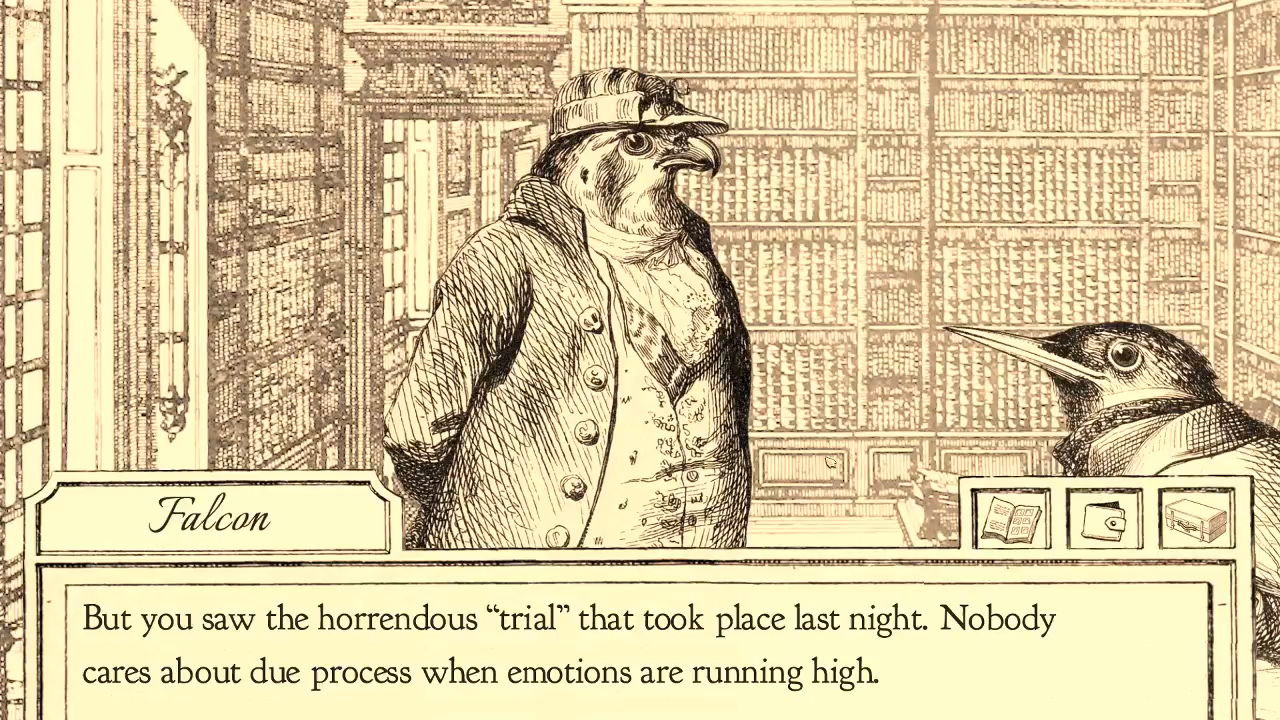 Falcon
But you saw the horrendous “trial” that took place last night. Nobody
cares about due process when emotions are running high.